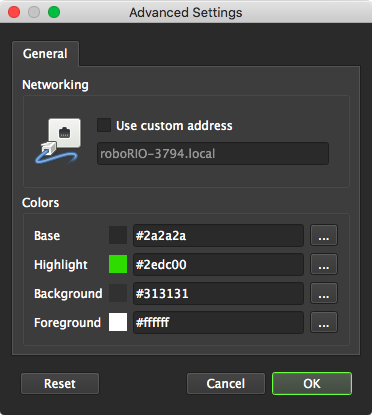 Advanced Settings
General
Networking
Use custom address
roboRIO-3794.local
Colors
Base #2a2a2a ...
Highlight #2edc00 ...
Background #313131 ...
Foreground #ffffff ...
Reset Cancel OK